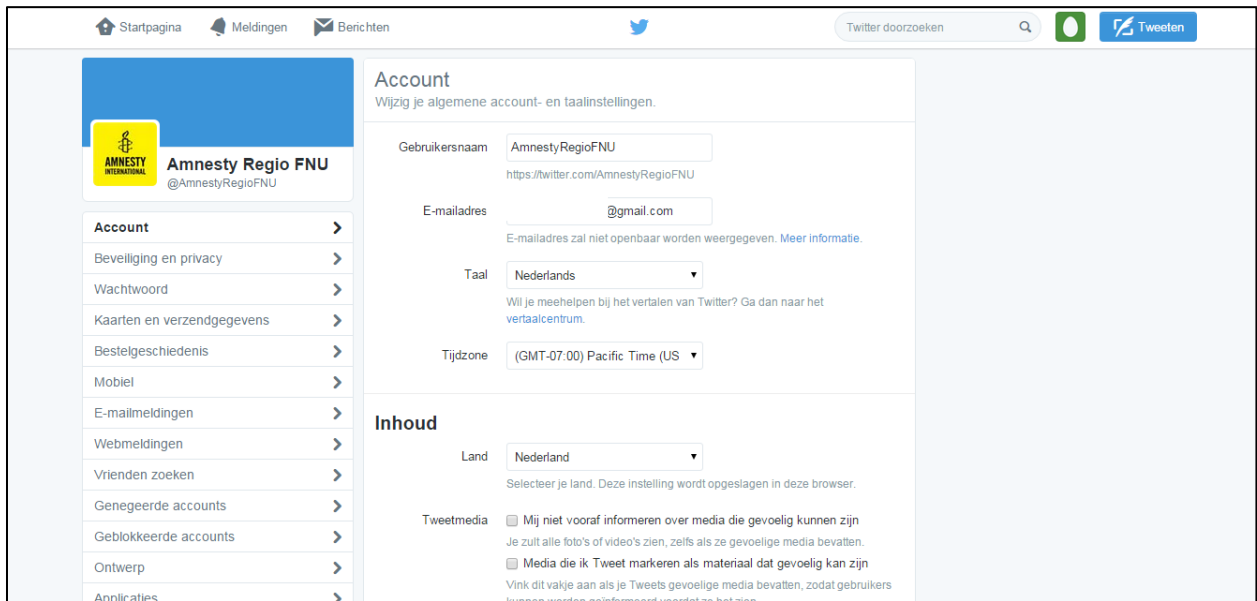 Startpagina Meldingen Berichten Twitter doorzoeken Tweeten
AMNESTY
INTERNATIONAL
Amnesty Regio FNU
@AmnestyRegioFNU
Account
Beveiliging en privacy
Wachtwoord
Kaarten en verzendgegevens
Bestelgeschiedenis
Mobiel
E-mailmeldingen
Webmeldingen
Vrienden zoeken
Genegeerde accounts
Geblokkeerde accounts
Ontwerp
Applicaties
Account
Wijzig je algemene account- en taalinstellingen.
Gebruikersnaam AmnestyRegioFNU
https://twitter.com/AmnestyRegioFNU
E-mailadres @gmail.com
E-mailadres zal niet openbaar worden weergegeven. Meer informatie.
Taal Nederlands
Wil je meehelpen bij het vertalen van Twitter? Ga dan naar het
vertaalcentrum.
Tijdzone (GMT-07:00) Pacific Time (US
Inhoud
Land Nederland
Selecteer je land. Deze instelling wordt opgeslagen in deze browser.
Tweetmedia Mij niet vooraf informeren over media die gevoelig kunnen zijn
Je zult alle foto's of video's zien, zelfs als ze gevoelige media bevatten.
Media die ik Tweet markeren als materiaal dat gevoelig kan zijn
Vink dit vakje aan als je Tweets gevoelige media bevatten, zodat gebruikers
kunnen worden geïnformeerd voordat ze het zien.